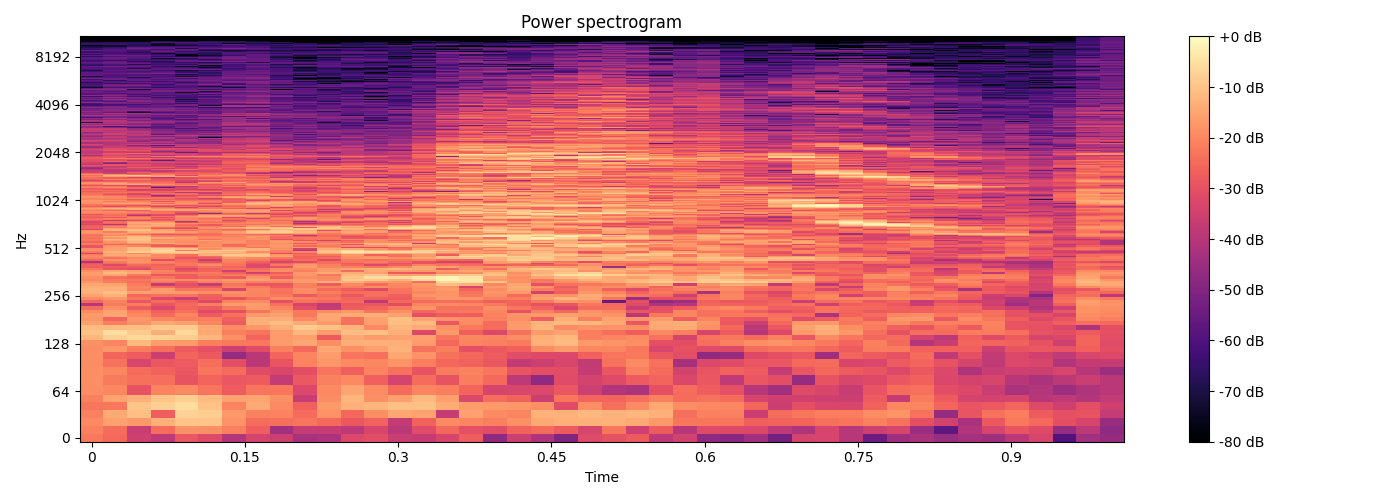 Power spectrogram
Hz
8192
4096
2048
1024
512
256
128
64
0
0 0.15 0.3 0.45 0.6 0.75 0.9
Time
+0 dB
-10 dB
-20 dB
-30 dB
-40 dB
-50 dB
-60 dB
-70 dB
-80 dB